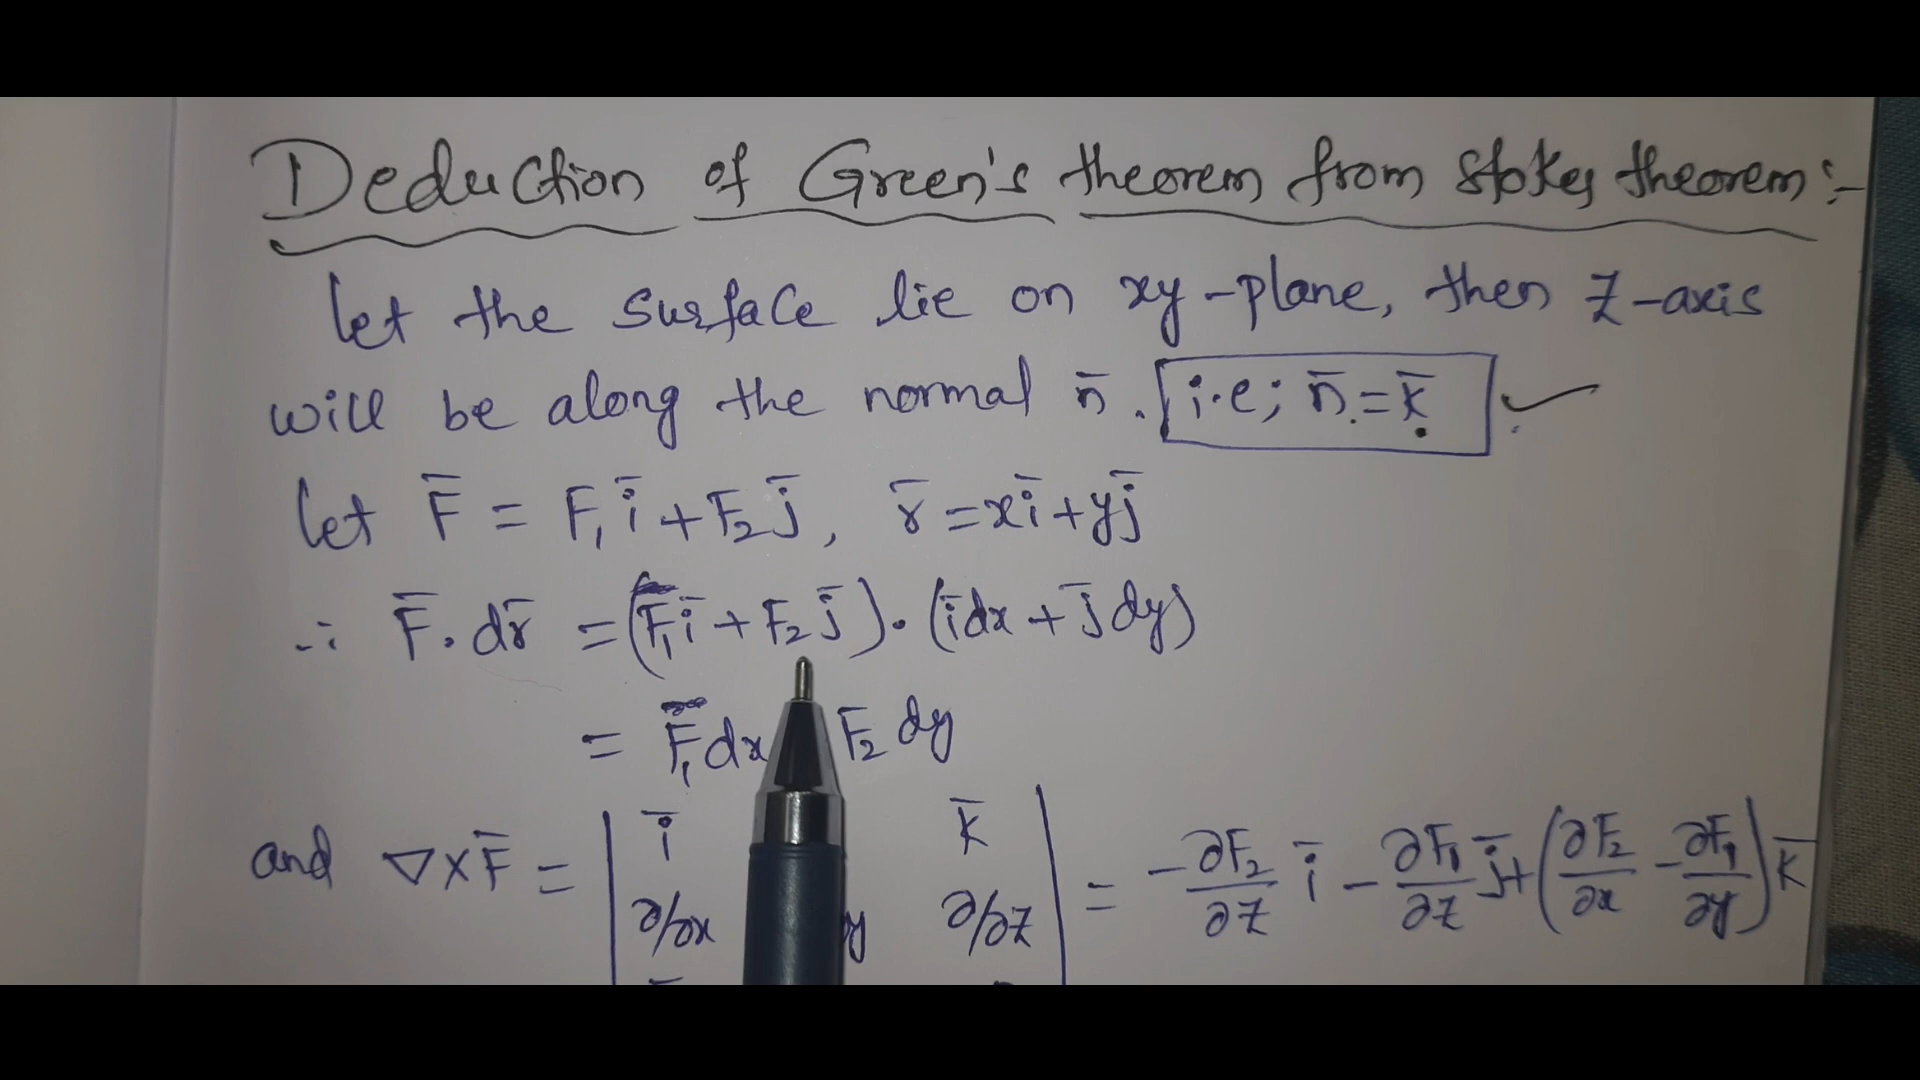 Deduction of Green's theorem from Stokes theorem:-
Let the surface lie on xy-plane, then z-axis
will be along the normal n̄. i.e; n̄ = k̄ ✓
Let F̄ = F₁ī + F₂j̄, r̄ = xī + yj̄
∴ F̄. dr̄ = (F₁ī + F₂j̄). (īdx + j̄dy)
= F₁dx F₂dy
and ∇×F̄ = | ī k̄ | = -∂F₂/∂z ī - ∂F₁/∂z j̄ + (∂F₂/∂x - ∂F₁/∂y) k̄
∂/∂x y ∂/∂z